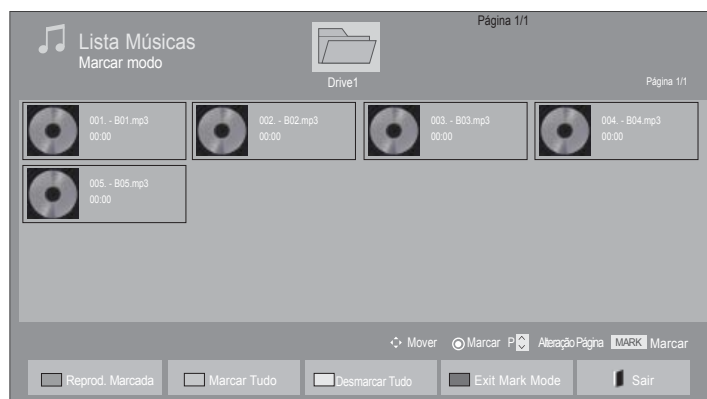 Página 1/1
Lista Músicas
Marcar modo
Drive1
Página 1/1
001. - B01.mp3
00:00
002. - B02.mp3
00:00
003. - B03.mp3
00:00
004. - B04.mp3
00:00
005. - B05.mp3
00:00
Mover Marcar P Alteração Página MARK Marcar
Reprod. Marcada Marcar Tudo Desmarcar Tudo Exit Mark Mode Sair